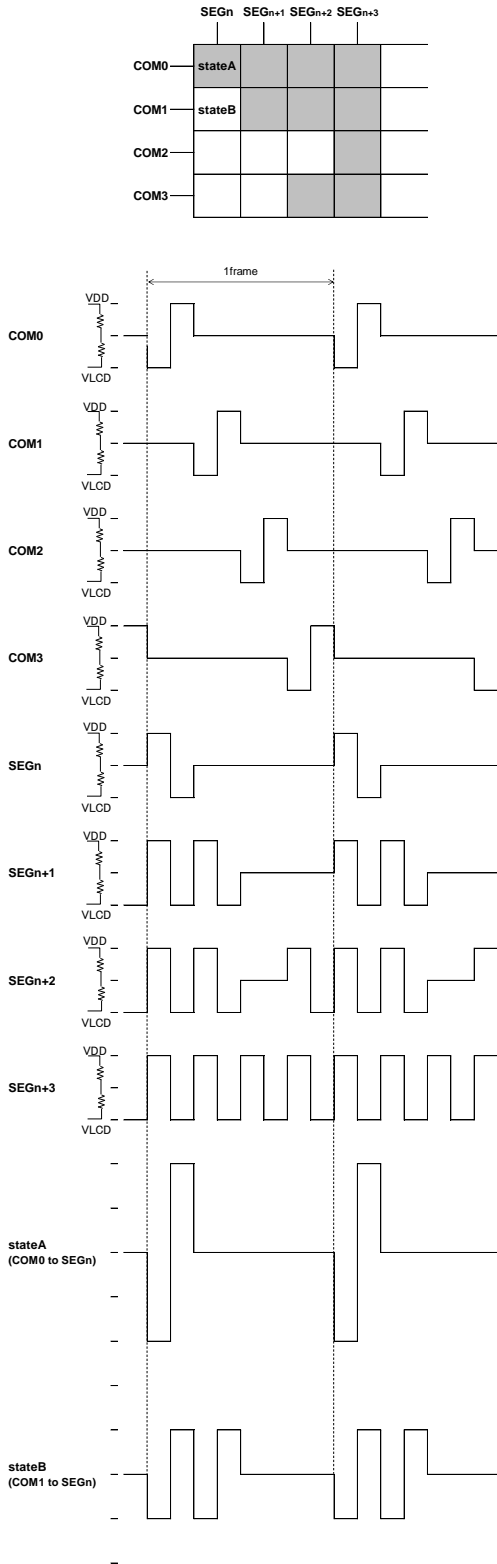 SEGn SEGn+1 SEGn+2 SEGn+3
COM0 stateA
COM1 stateB
COM2
COM3
1frame
VDD
COM0
VLCD
VDD
COM1
VLCD
VDD
COM2
VLCD
VDD
COM3
VLCD
VDD
SEGn
VLCD
VDD
SEGn+1
VLCD
VDD
SEGn+2
VLCD
VDD
SEGn+3
VLCD
stateA
(COM0 to SEGn)
stateB
(COM1 to SEGn)